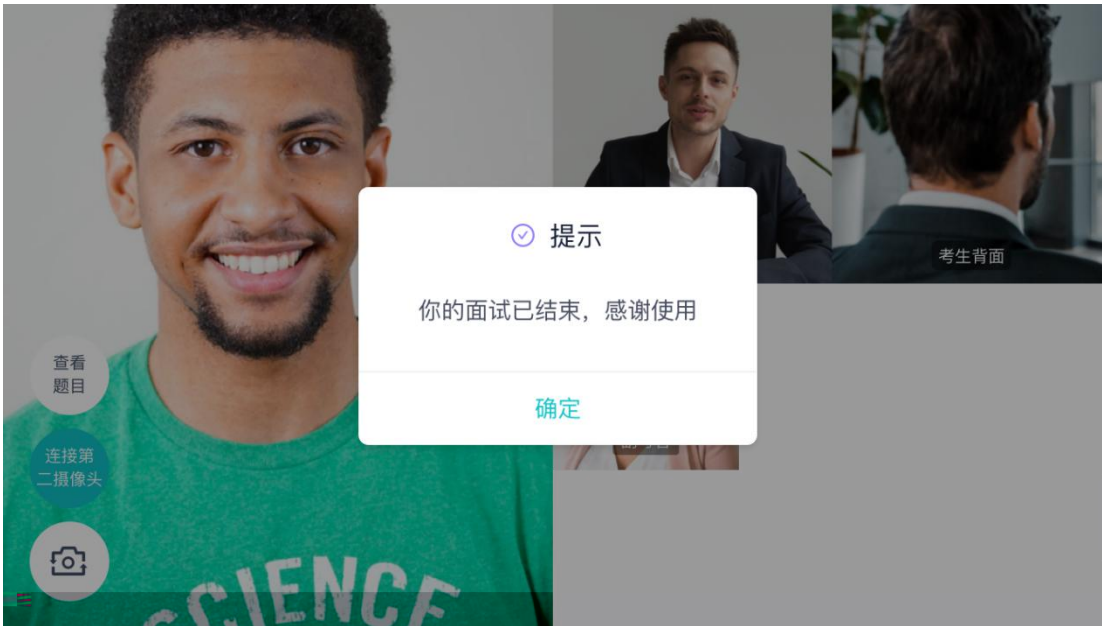 提示
你的面试已结束，感谢使用
确定
考生背面
查看
题目
连接第
二摄像头
SCIENCE